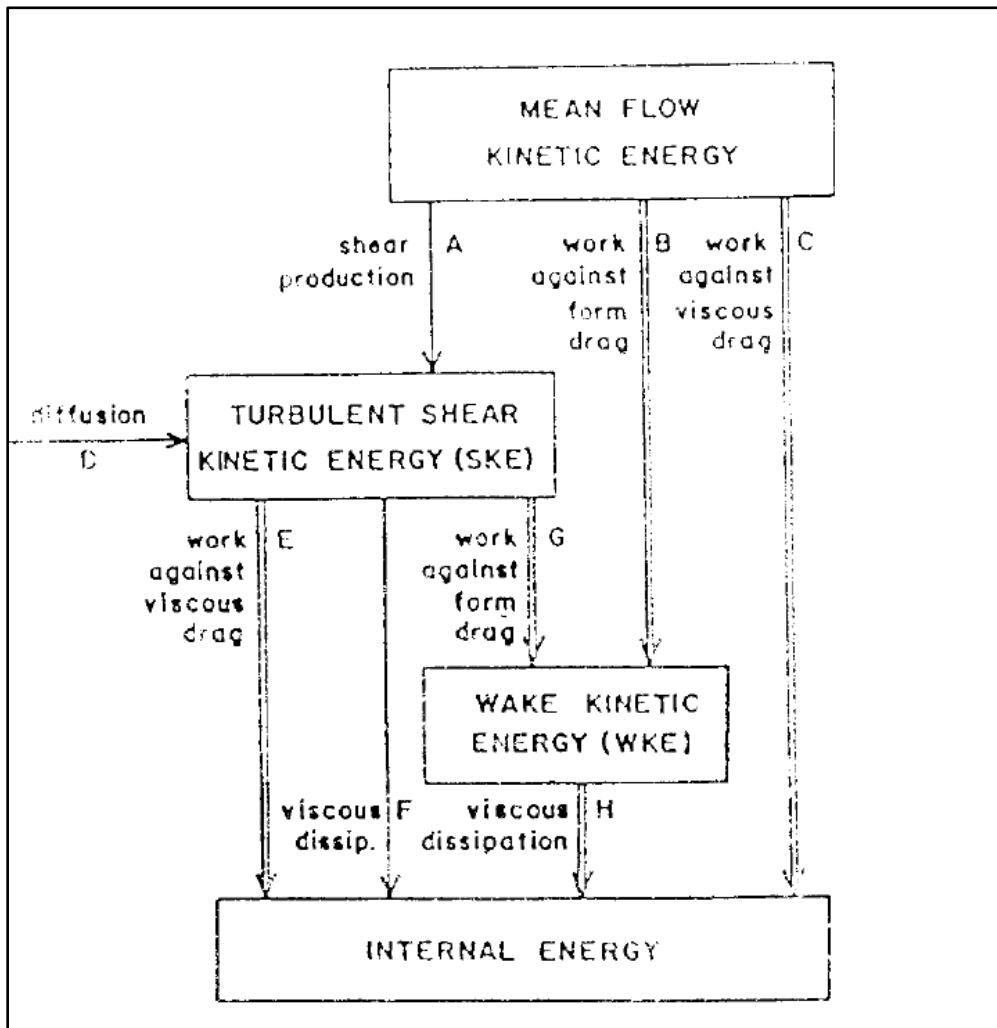 MEAN FLOW
KINETIC ENERGY
shear
production
A
work
against
form
drag
B
work
against
viscous
drag
C
diffusion
D
TURBULENT SHEAR
KINETIC ENERGY (SKE)
work
against
viscous
drag
E
work
against
form
drag
G
WAKE KINETIC
ENERGY (WKE)
viscous
dissip.
F
viscous
dissipation
H
INTERNAL ENERGY